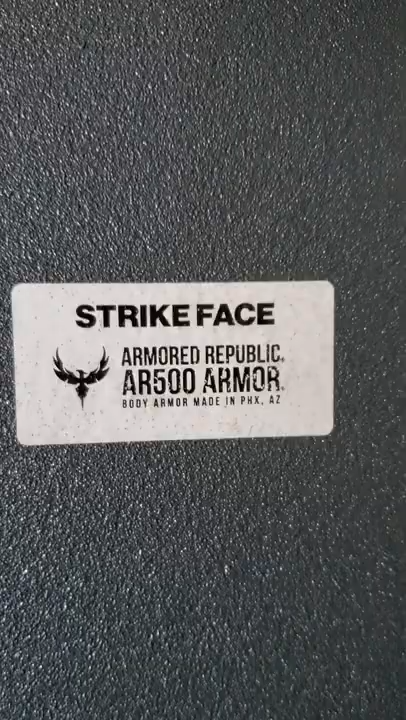 STRIKE FACE
ARMORED REPUBLIC®
AR500 ARMOR®
BODY ARMOR MADE IN PHX, AZ